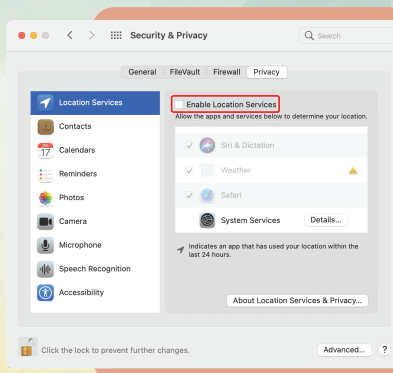 Security & Privacy
Search
General
FileVault
Firewall
Privacy
Location Services
Contacts
17
Calendars
Reminders
Photos
Camera
Microphone
Speech Recognition
Accessibility
Enable Location Services
Allow the apps and services below to determine your location.
Siri & Dictation
Weather
Safari
System Services
Details...
Indicates an app that has used your location within the
last 24 hours.
About Location Services & Privacy...
Click the lock to prevent further changes.
Advanced...
?